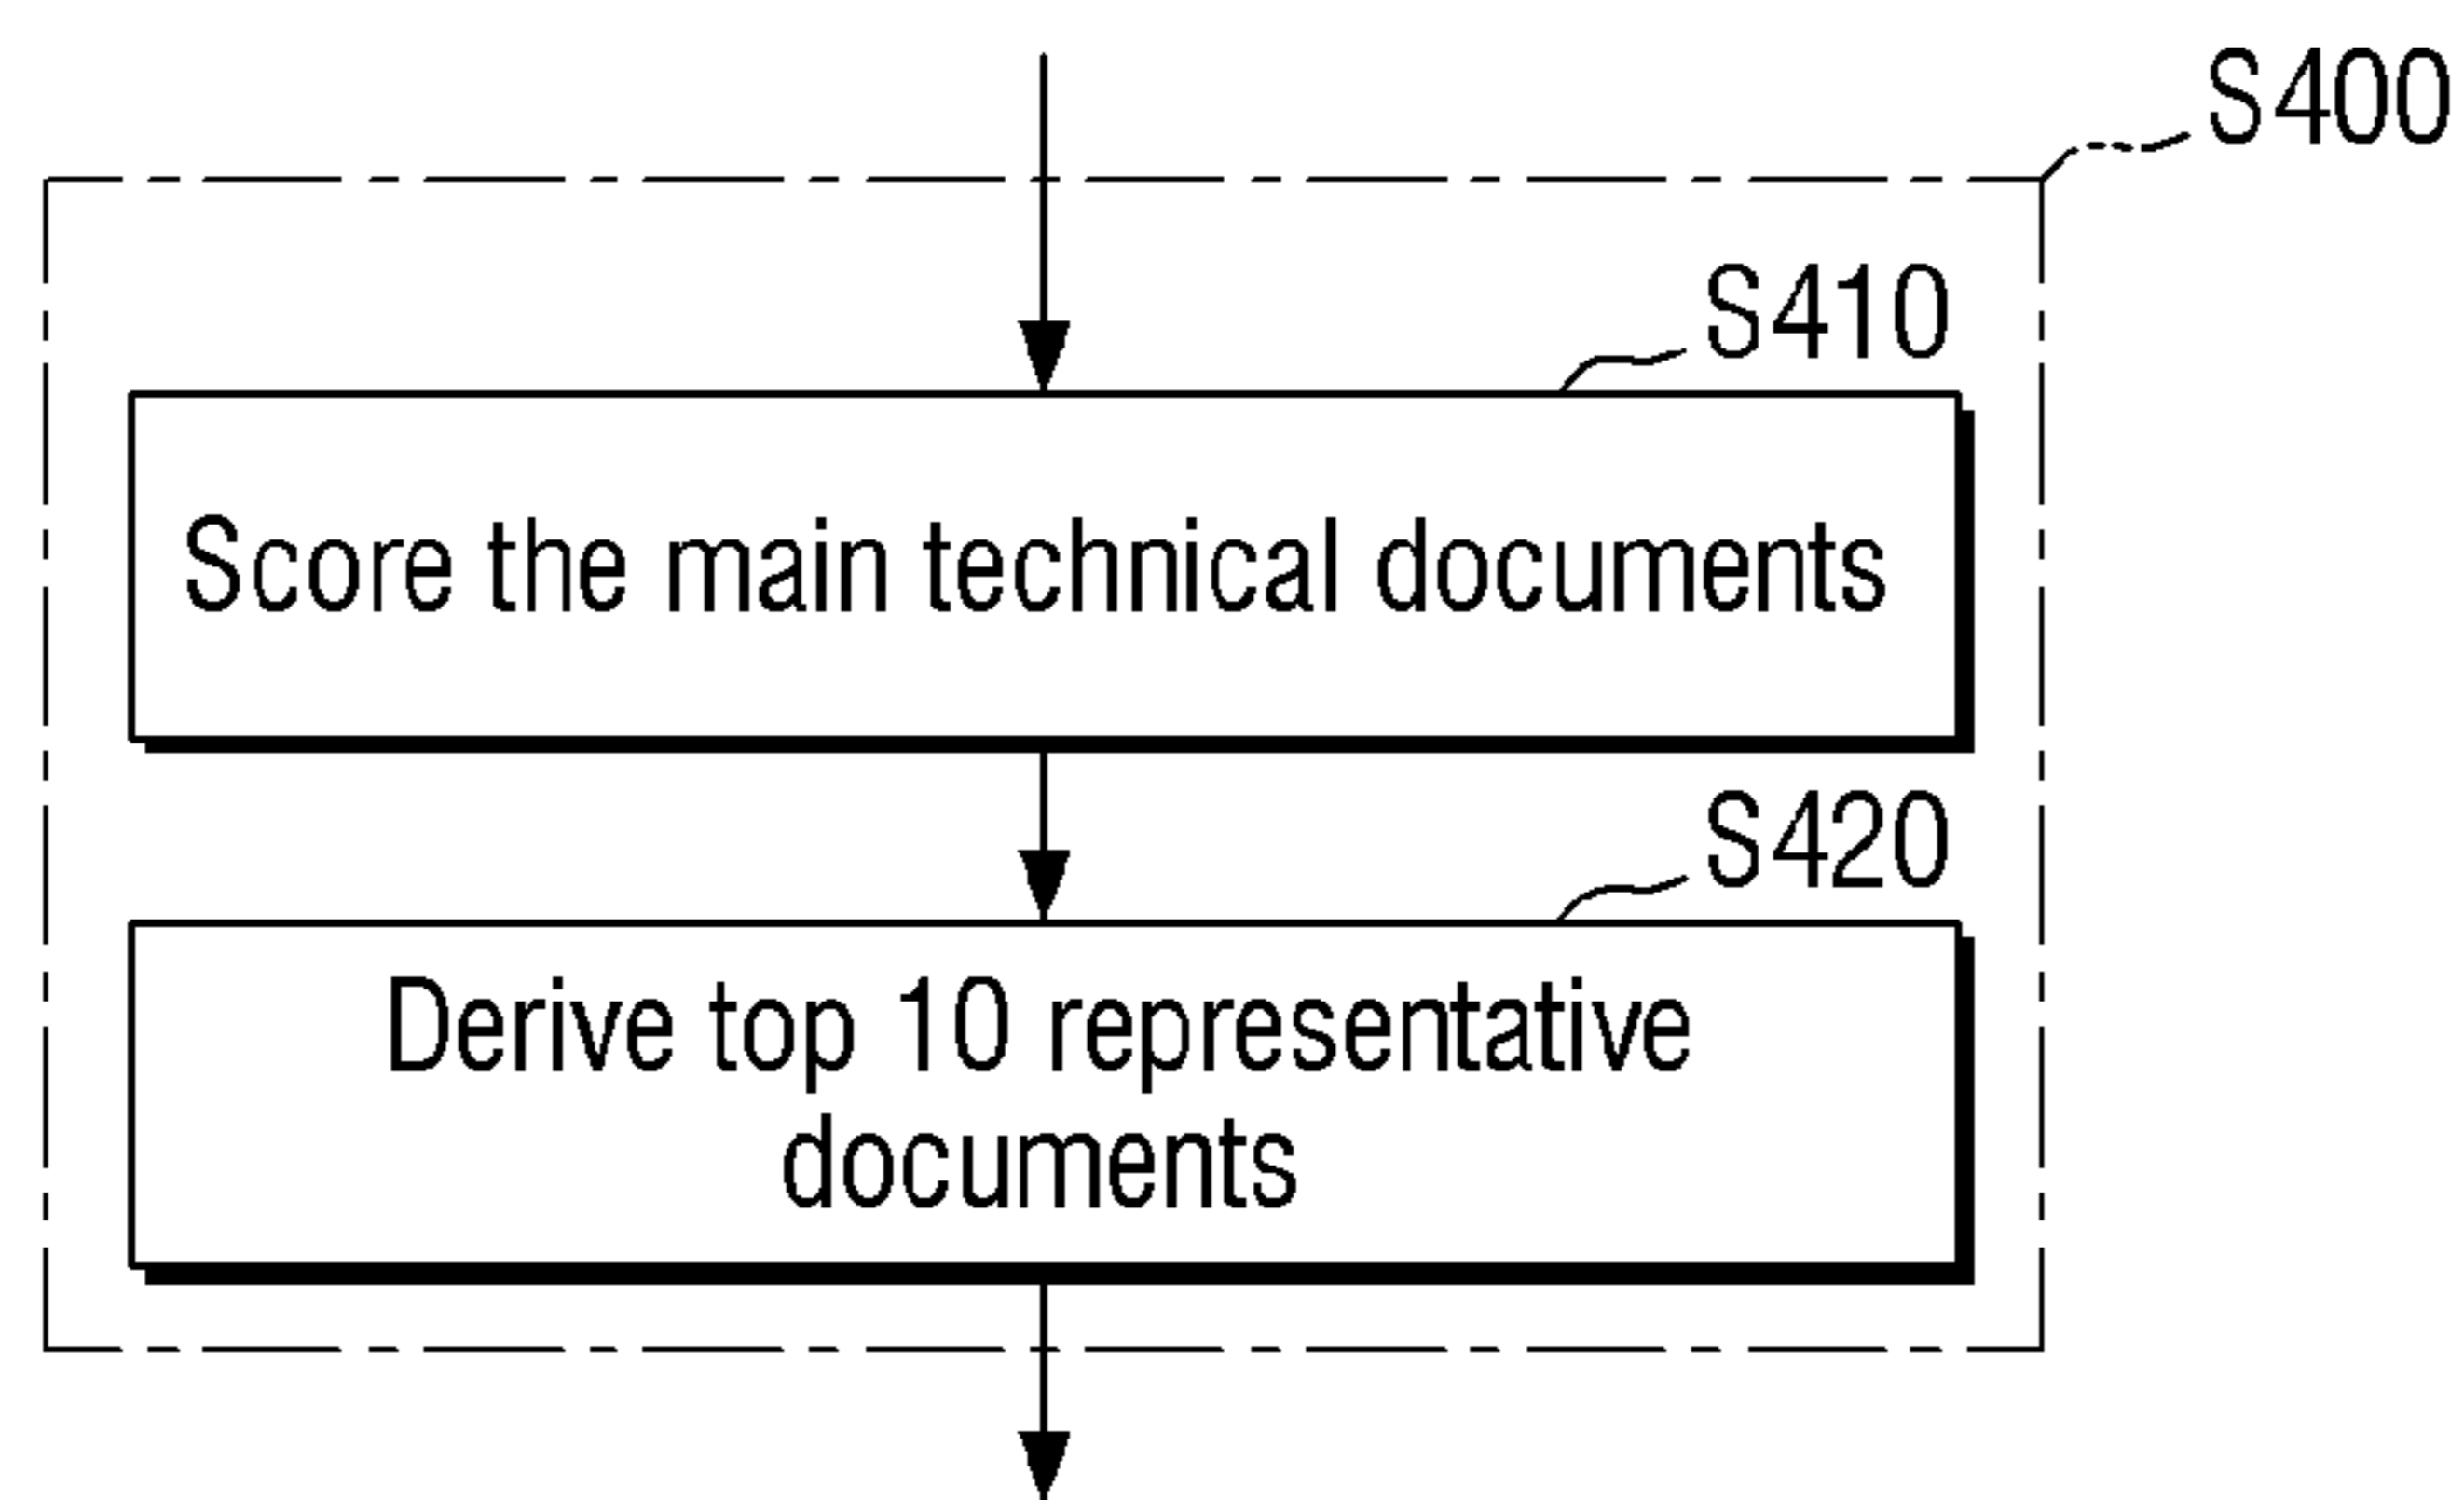 S400
S410
Score the main technical documents
S420
Derive top 10 representative
documents